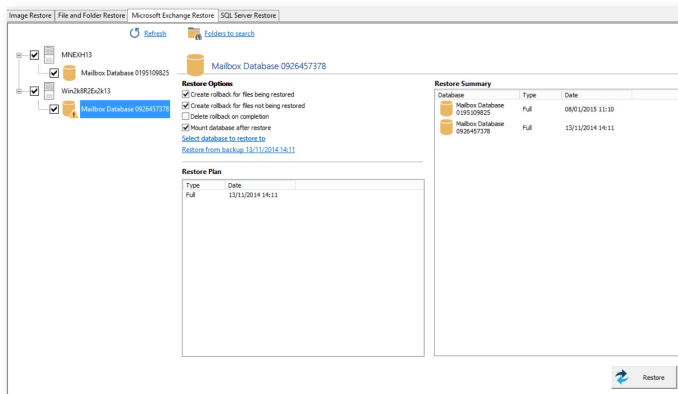 Image Restore File and Folder Restore Microsoft Exchange Restore SQL Server Restore
Refresh
Folders to search
MNEXH13
Mailbox Database 0195109825
Win2k8R2Ex2k13
Mailbox Database 0926457378
Mailbox Database 0926457378
Restore Options
Create rollback for files being restored
Create rollback for files not being restored
Delete rollback on completion
Mount database after restore
Select database to restore to
Restore from backup 13/11/2014 14:11
Restore Plan
Type Date
Full 13/11/2014 14:11
Restore Summary
Database Type Date
Mailbox Database
0195109825 Full 08/01/2015 11:10
Mailbox Database
0926457378 Full 13/11/2014 14:11
Restore